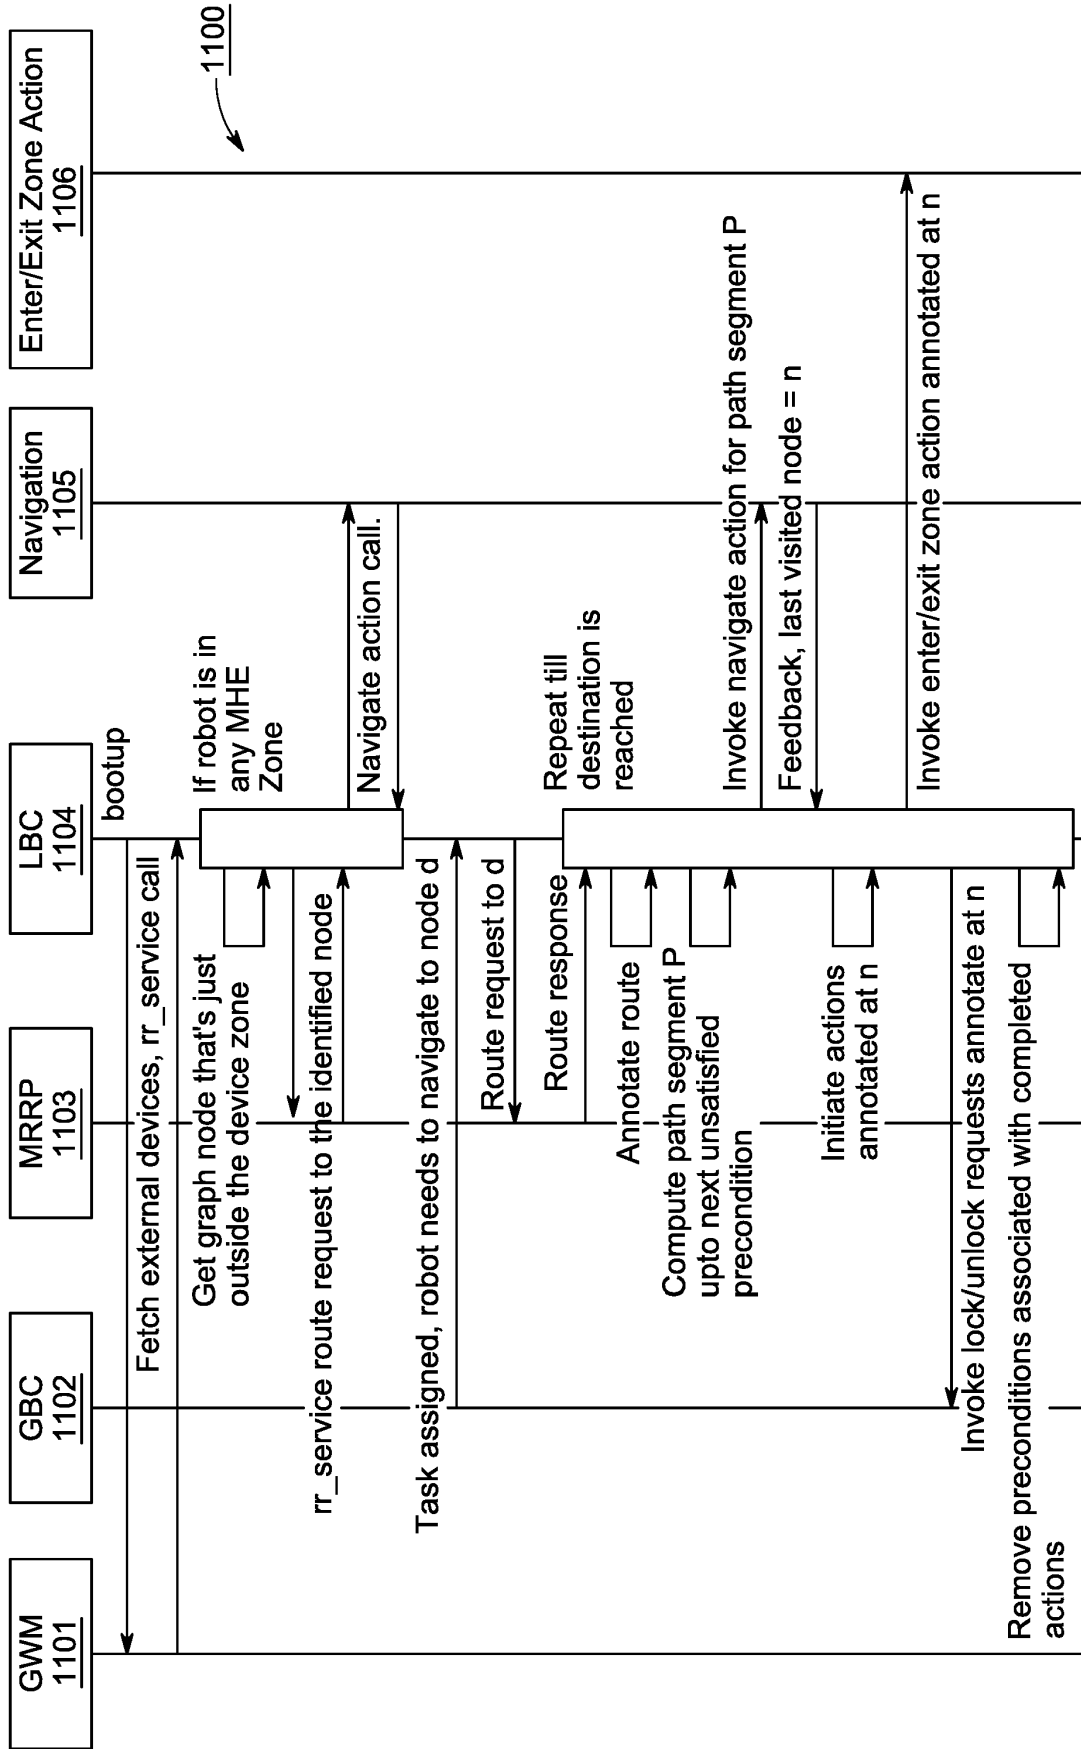 GWM
1101
GBC
1102
MRRP
1103
LBC
1104
Navigation
1105
Enter/Exit Zone Action
1106
1100
bootup
Fetch external devices, rr_service call
If robot is in
any MHE
Zone
Get graph node that's just
outside the device zone
rr_service route request to the identified node
Navigate action call.
Task assigned, robot needs to navigate to node d
Route request to d
Repeat till
destination is
reached
Route response
Annotate route
Compute path segment P
upto next unsatisfied
precondition
Invoke navigate action for path segment P
Feedback, last visited node = n
Initiate actions
annotated at n
Invoke enter/exit zone action annotated at n
Invoke lock/unlock requests annotate at n
Remove preconditions associated with completed
actions